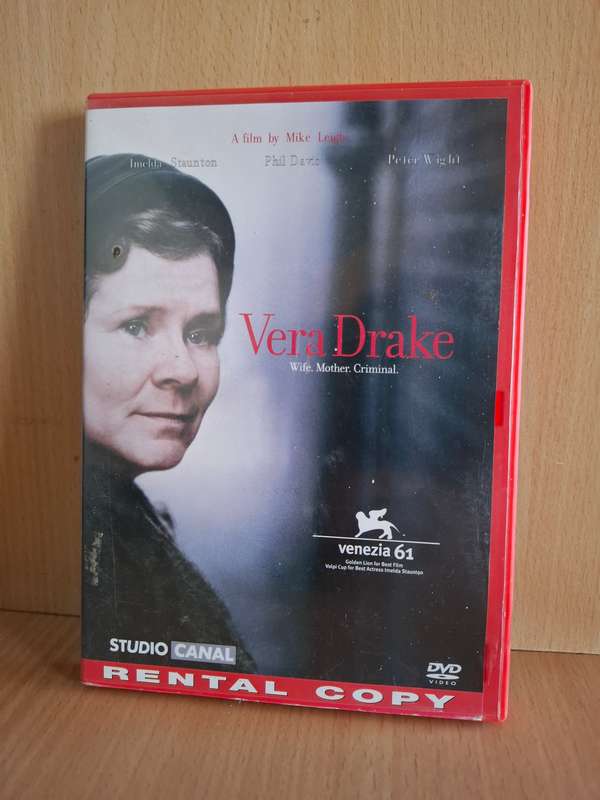 A film by Mike Leigh
Imelda Staunton Phil Davis Peter Wight
Vera Drake
Wife. Mother. Criminal.
venezia 61
Golden Lion for Best Film
Volpi Cup for Best Actress Imelda Staunton
STUDIO CANAL
DVD
VIDEO
RENTAL COPY